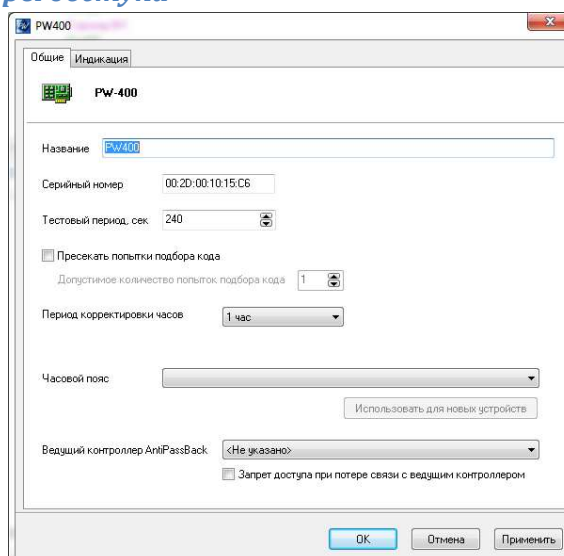 PW400
Общие Индикация
PW-400
Название PW400
Серийный номер 00:2D:00:10:15:C6
Тестовый период, сек 240
Пресекать попытки подбора кода
Допустимое количество попыток подбора кода 1
Период корректировки часов 1 час
Часовой пояс
Использовать для новых устройств
Ведущий контроллер AntiPassBack <Не указано>
Запрет доступа при потере связи с ведущим контроллером
OK Отмена Применить